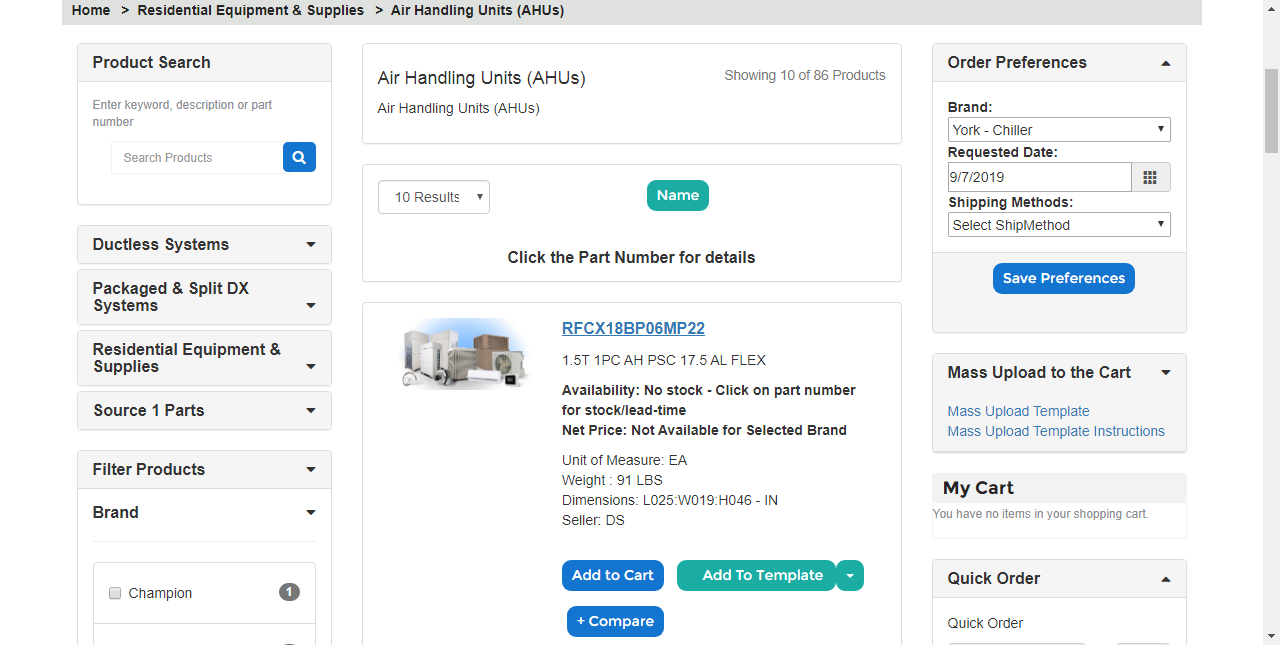 Home > Residential Equipment & Supplies > Air Handling Units (AHUs)
Product Search
Enter keyword, description or part
number
Search Products
Ductless Systems
Packaged & Split DX
Systems
Residential Equipment &
Supplies
Source 1 Parts
Filter Products
Brand
Champion 1
Air Handling Units (AHUs)
Showing 10 of 86 Products
Air Handling Units (AHUs)
10 Results
Name
Click the Part Number for details
RFCX18BP06MP22
1.5T 1PC AH PSC 17.5 AL FLEX
Availability: No stock - Click on part number
for stock/lead-time
Net Price: Not Available for Selected Brand
Unit of Measure: EA
Weight : 91 LBS
Dimensions: L025:W019:H046 - IN
Seller: DS
Add to Cart
Add To Template
+ Compare
Order Preferences
Brand:
York - Chiller
Requested Date:
9/7/2019
Shipping Methods:
Select ShipMethod
Save Preferences
Mass Upload to the Cart
Mass Upload Template
Mass Upload Template Instructions
My Cart
You have no items in your shopping cart.
Quick Order
Quick Order